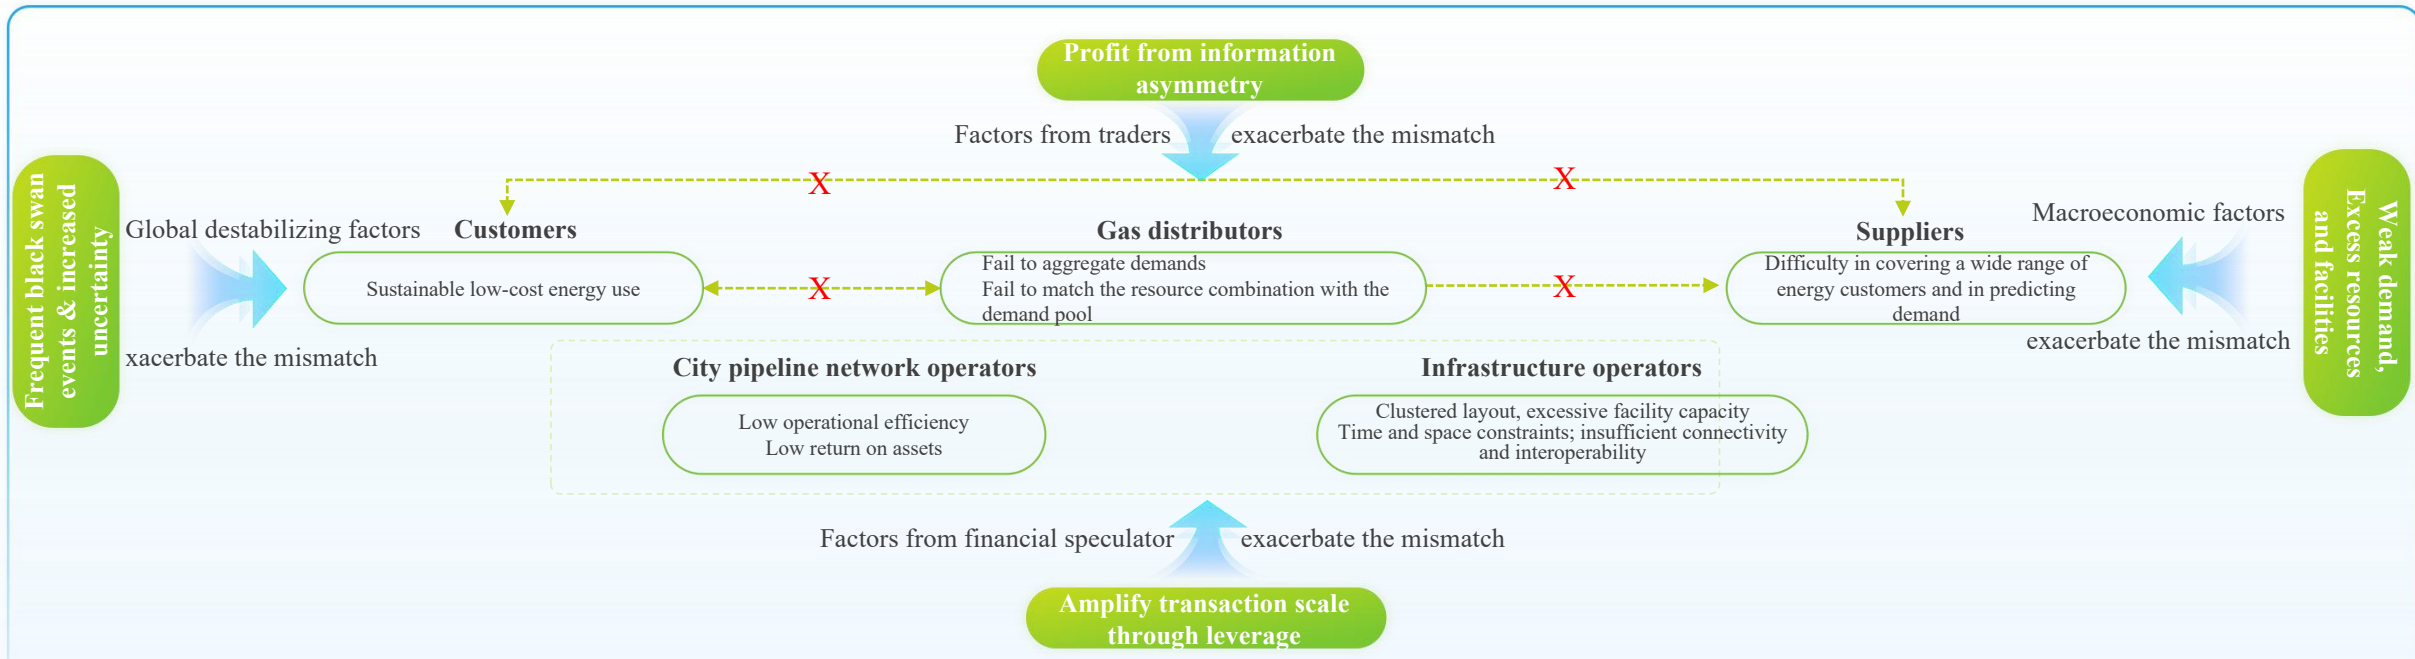 Profit from information
asymmetry
Factors from traders
exacerbate the mismatch
X
X
Frequent black swan
events & increased
uncertainty
Global destabilizing factors
xacerbate the mismatch
Customers
Sustainable low-cost energy use
X
Gas distributors
Fail to aggregate demands
Fail to match the resource combination with the
demand pool
X
Suppliers
Difficulty in covering a wide range of
energy customers and in predicting
demand
Macroeconomic factors
exacerbate the mismatch
Weak demand,
Excess resources
and facilities
City pipeline network operators
Low operational efficiency
Low return on assets
Infrastructure operators
Clustered layout, excessive facility capacity
Time and space constraints; insufficient connectivity
and interoperability
Factors from financial speculator
exacerbate the mismatch
Amplify transaction scale
through leverage